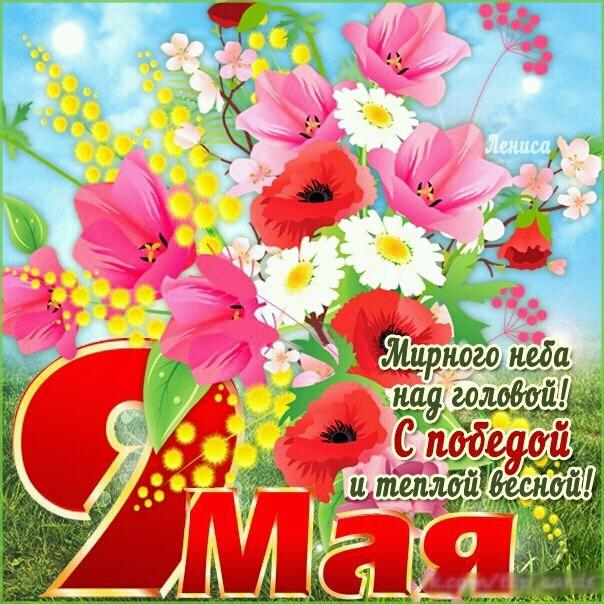 Лениса
Мирного неба
над головой!
С победой
и теплой весной!
9 Мая